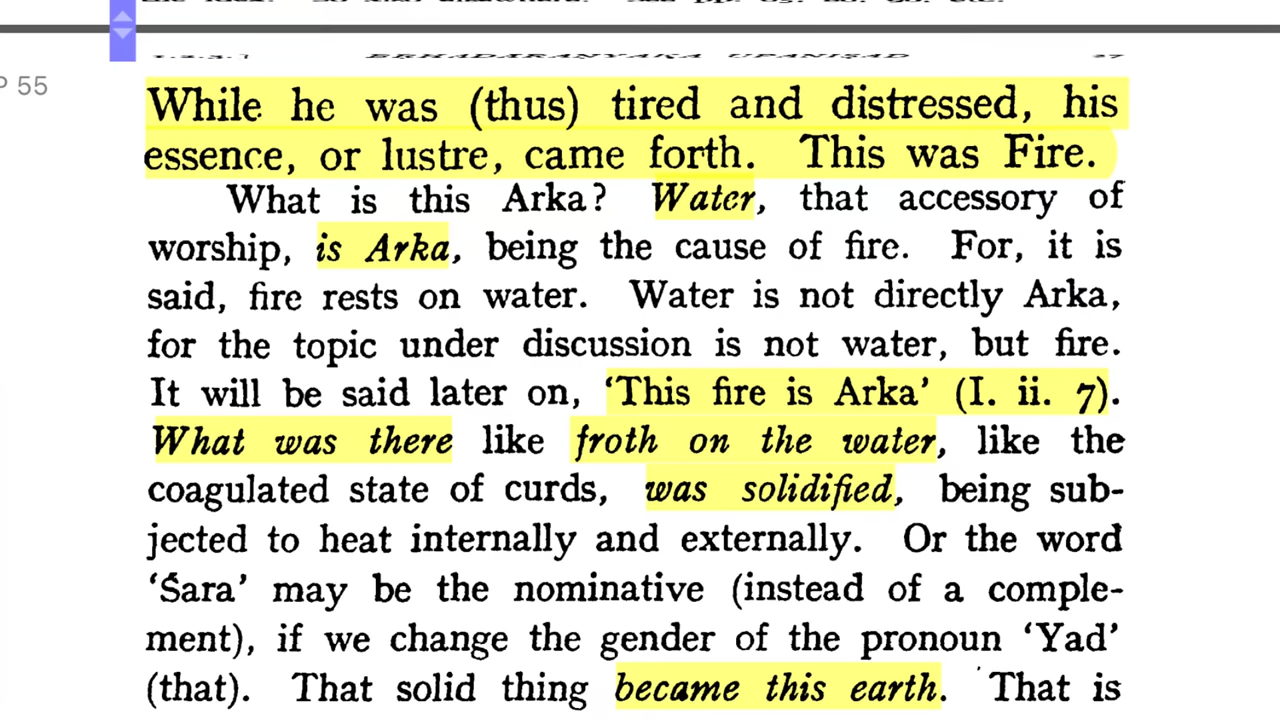 P 55
BRHADĀRAṆYAKA UPANIṢAD 27
While he was (thus) tired and distressed, his
essence, or lustre, came forth. This was Fire.
What is this Arka? Water, that accessory of
worship, is Arka, being the cause of fire. For, it is
said, fire rests on water. Water is not directly Arka,
for the topic under discussion is not water, but fire.
It will be said later on, ‘This fire is Arka’ (I. ii. 7).
What was there like froth on the water, like the
coagulated state of curds, was solidified, being sub-
jected to heat internally and externally. Or the word
‘Śara’ may be the nominative (instead of a comple-
ment), if we change the gender of the pronoun ‘Yad’
(that). That solid thing became this earth. That is